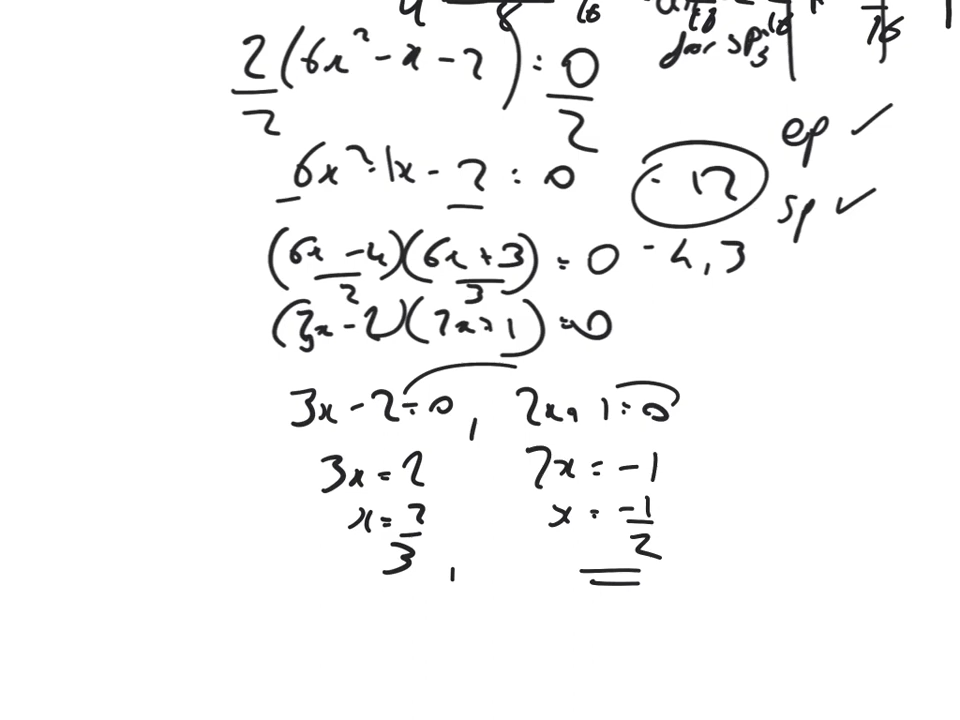 2/2 (6x² - x - 2) = 0/2
ep ✓
6x² - 1x - 2 = 0
-12
sp ✓
(6x - 4)/2 (6x + 3)/3 = 0
-4, 3
(3x - 2)(2x + 1) = 0
3x - 2 = 0, 2x + 1 = 0
3x = 2
2x = -1
x = 2/3,
x = -1/2